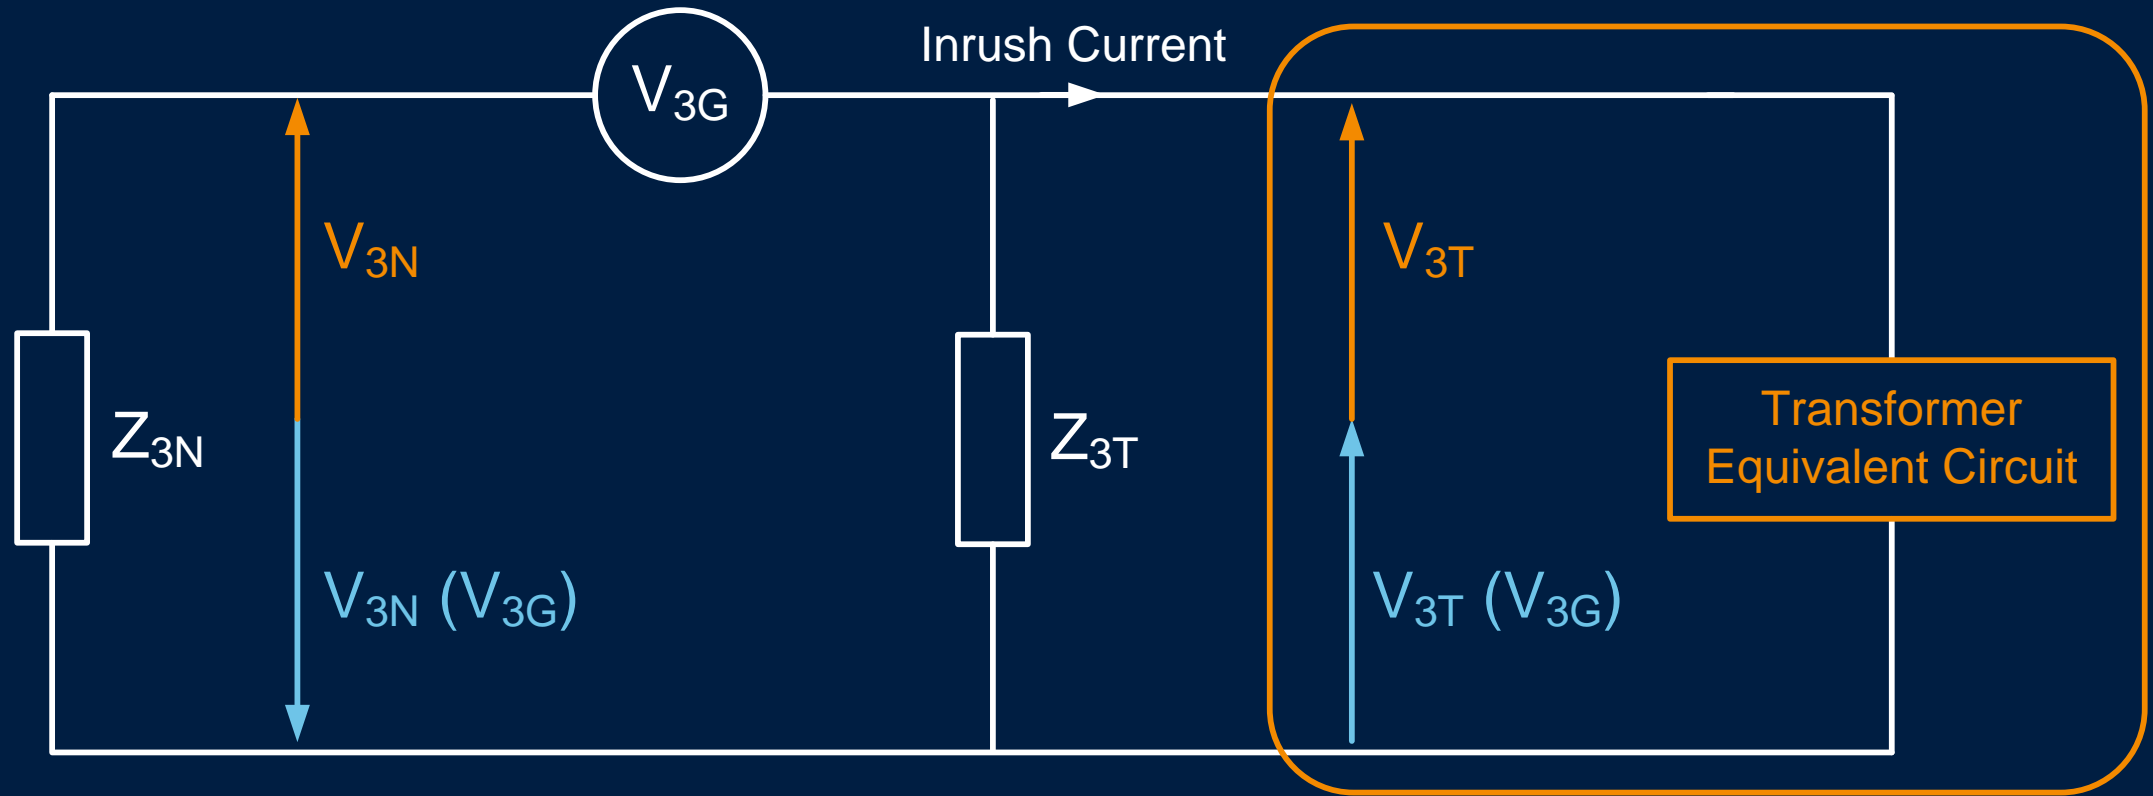 Inrush Current
V3G
V3N
V3T
Z3N
Z3T
Transformer
Equivalent Circuit
V3N (V3G)
V3T (V3G)